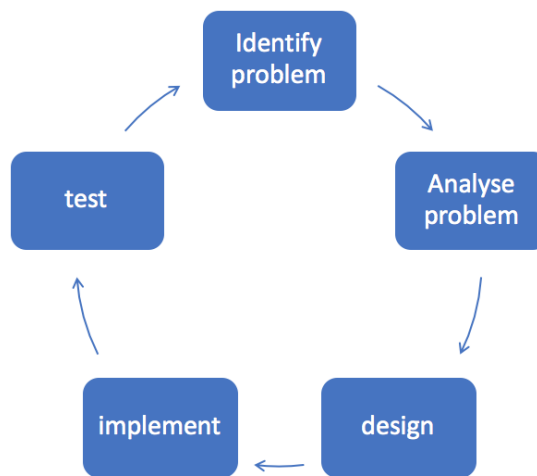 Identify
problem
Analyse
problem
design
implement
test